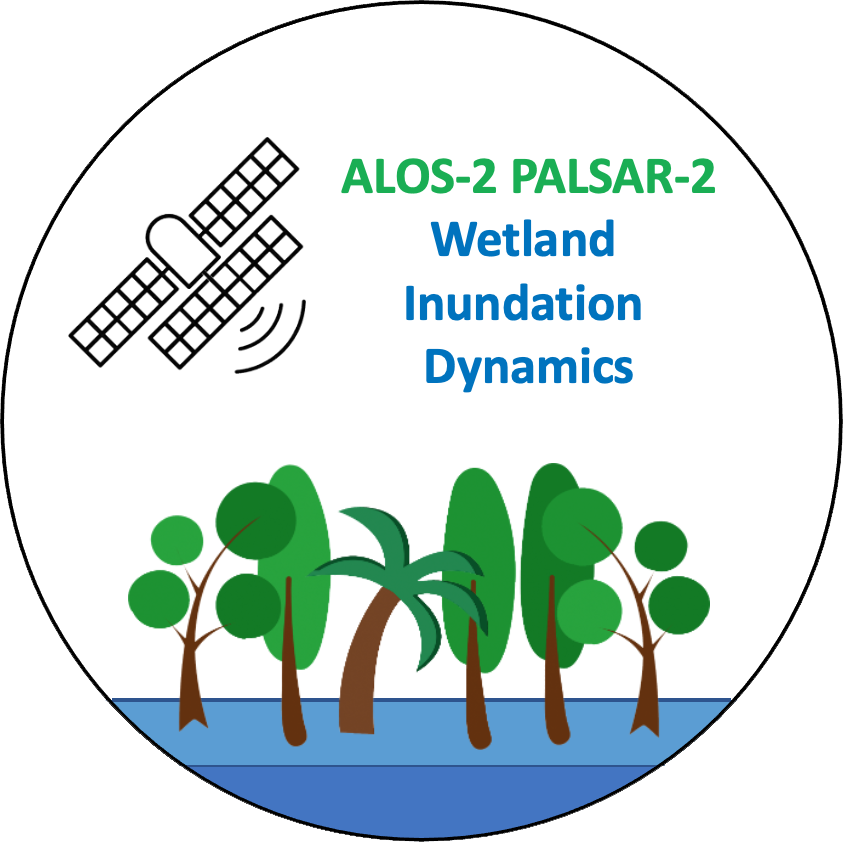 ALOS-2 PALSAR-2
Wetland
Inundation
Dynamics